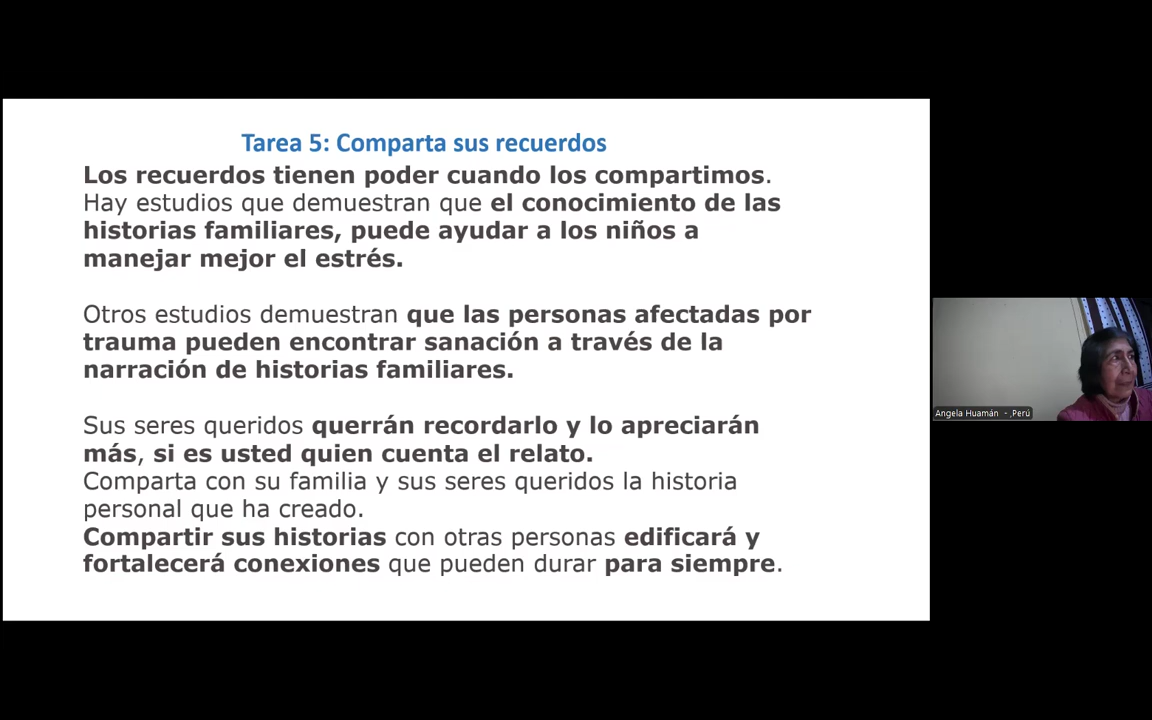 Tarea 5: Comparta sus recuerdos
Los recuerdos tienen poder cuando los compartimos.
Hay estudios que demuestran que el conocimiento de las
historias familiares, puede ayudar a los niños a
manejar mejor el estrés.
Otros estudios demuestran que las personas afectadas por
trauma pueden encontrar sanación a través de la
narración de historias familiares.
Sus seres queridos querrán recordarlo y lo apreciarán
más, si es usted quien cuenta el relato.
Comparta con su familia y sus seres queridos la historia
personal que ha creado.
Compartir sus historias con otras personas edificará y
fortalecerá conexiones que pueden durar para siempre.
Angela Huamán - ,Perú